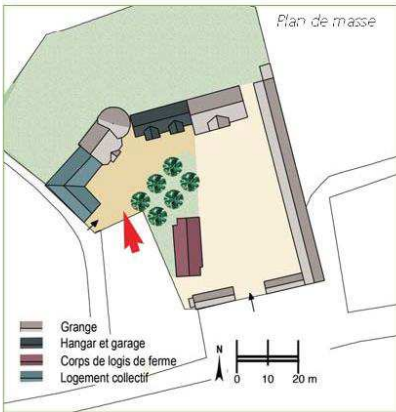 Plan de masse
Grange
Hangar et garage
Corps de logis de ferme
Logement collectif
N
0 10 20 m